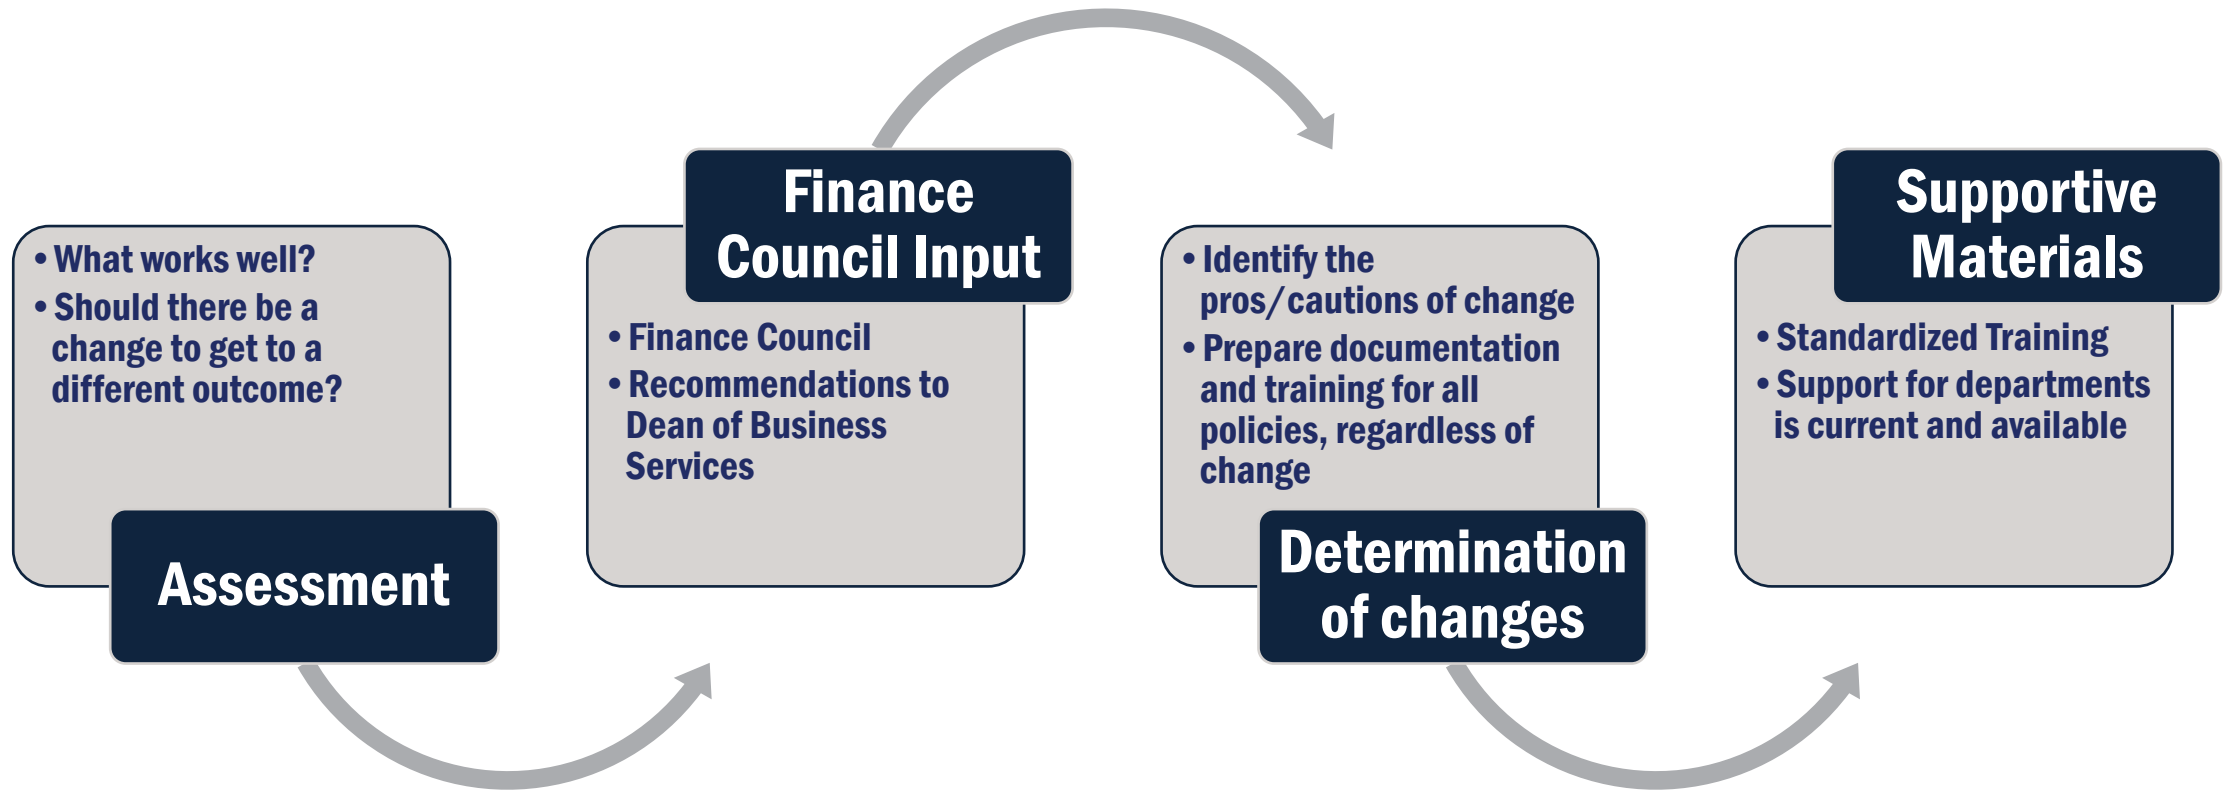 • What works well?
• Should there be a
change to get to a
different outcome?
Assessment
Finance
Council Input
• Finance Council
• Recommendations to
Dean of Business
Services
• Identify the
pros/cautions of change
• Prepare documentation
and training for all
policies, regardless of
change
Determination
of changes
Supportive
Materials
• Standardized Training
• Support for departments
is current and available